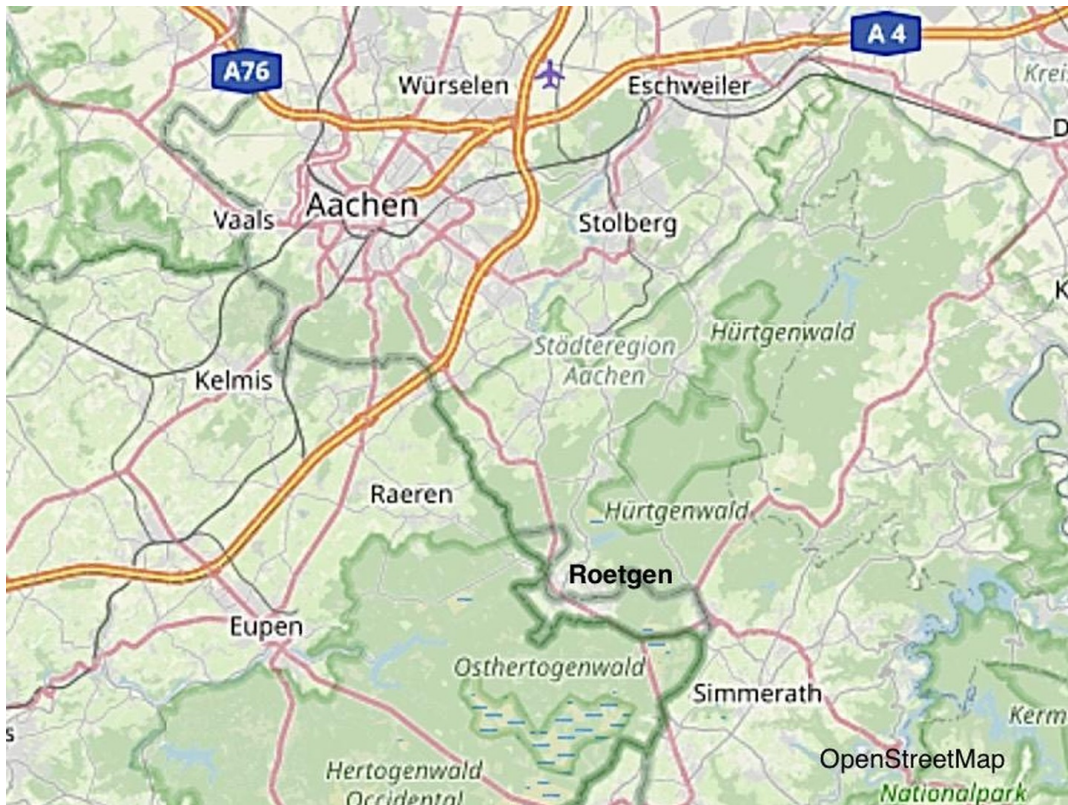 A 4
A76
Würselen
Eschweiler
Kreis
D
Aachen
Vaals
Stolberg
K
Hürtgenwald
Städteregion
Aachen
Kelmis
Raeren
Hürtgenwald
Roetgen
Eupen
Osthertogenwald
Simmerath
Kerm
s
OpenStreetMap
Hertogenwald
Occidental
Nationalpark